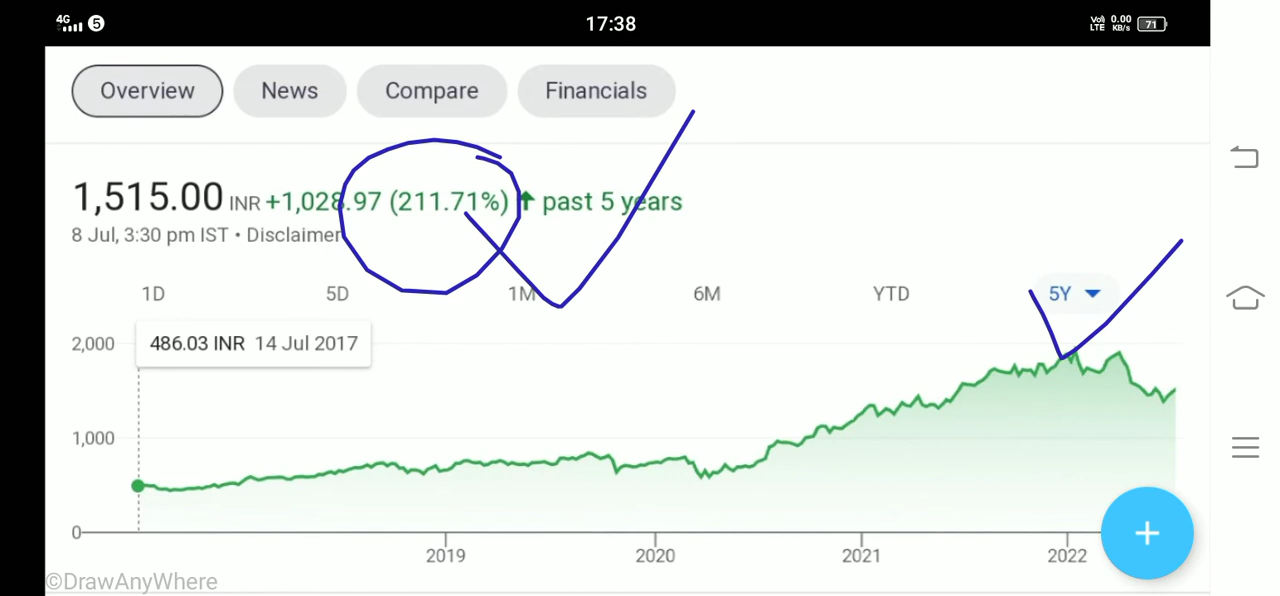 4G 5 17:38 Vol) LTE 0.00 KB/s 71
Overview News Compare Financials
1,515.00 INR +1,028.97 (211.71%) ↑ past 5 years
8 Jul, 3:30 pm IST • Disclaimer
1D 5D 1M 6M YTD 5Y
2,000
486.03 INR 14 Jul 2017
1,000
0
2019 2020 2021 2022
+
©DrawAnyWhere